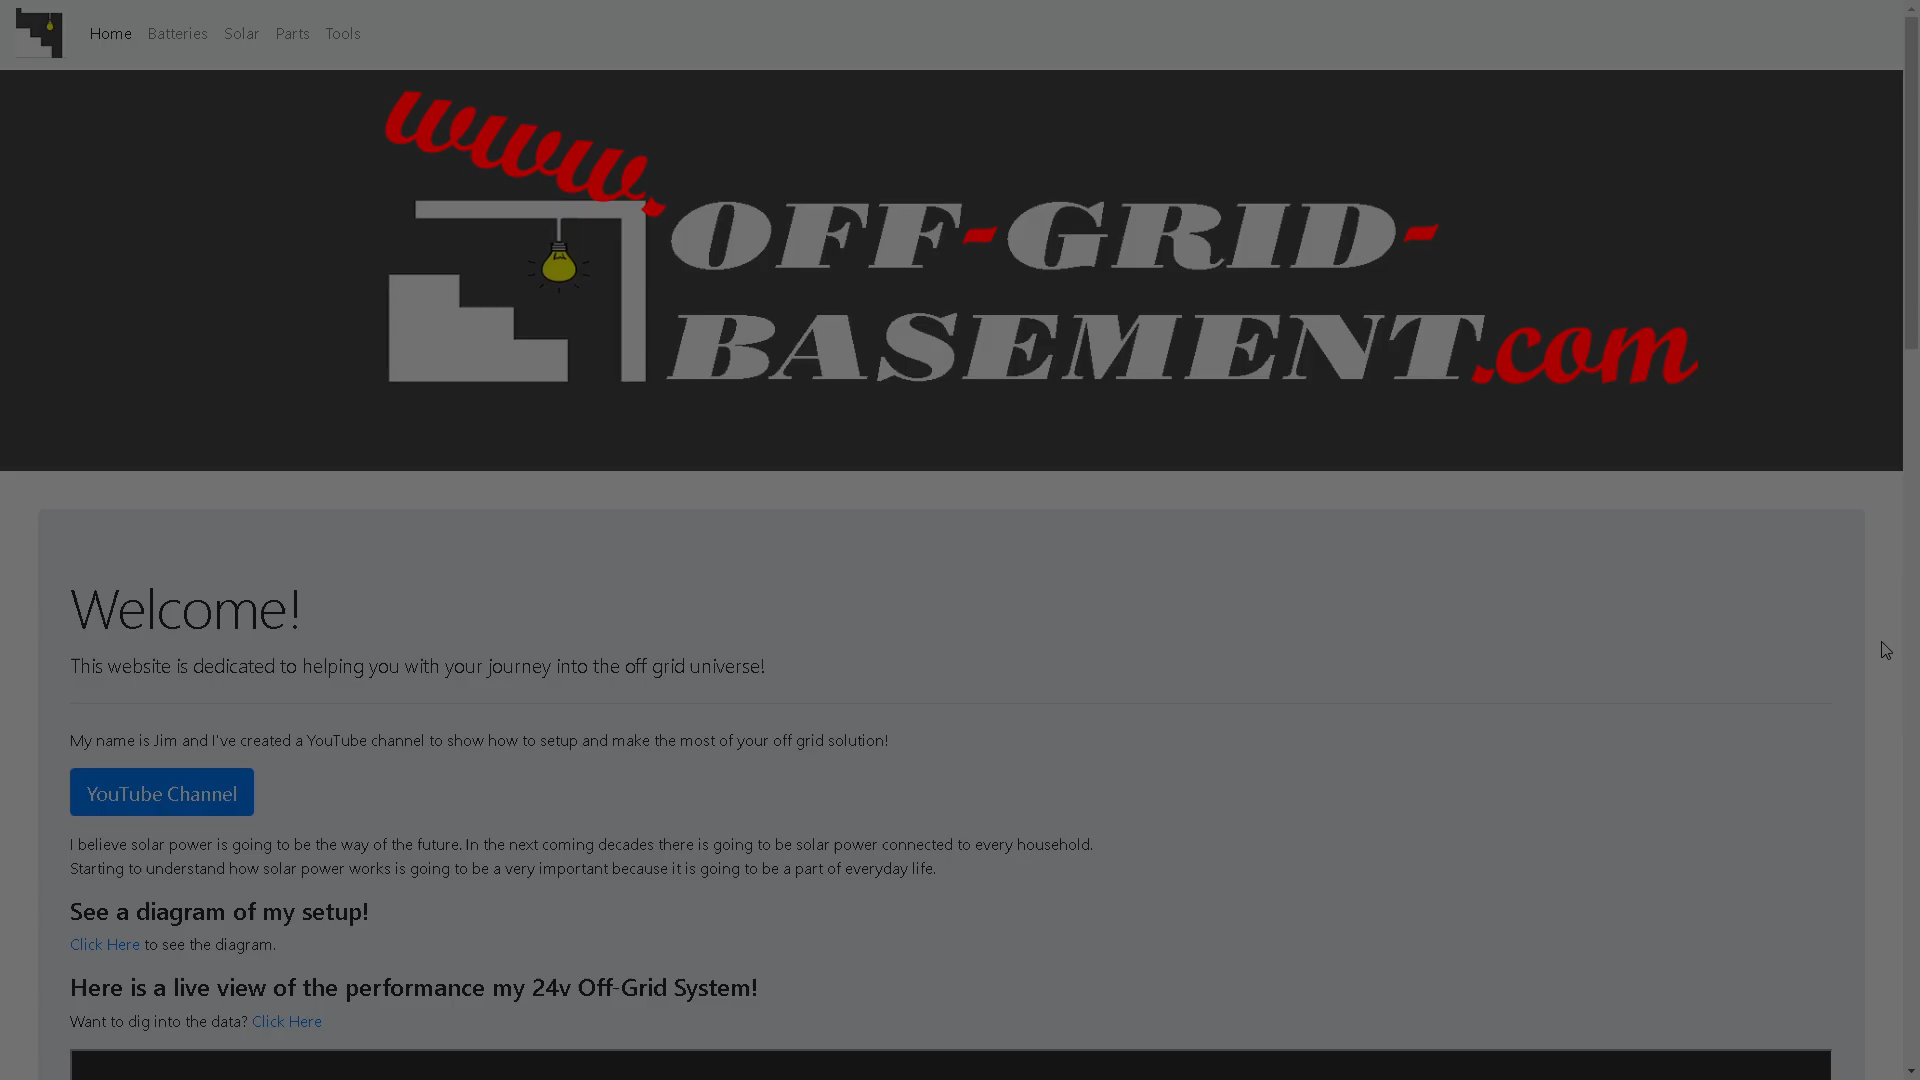 Home Batteries Solar Parts Tools
www.
OFF-GRID-
BASEMENT.com
Welcome!
This website is dedicated to helping you with your journey into the off grid universe!
My name is Jim and I've created a YouTube channel to show how to setup and make the most of your off grid solution!
YouTube Channel
I believe solar power is going to be the way of the future. In the next coming decades there is going to be solar power connected to every household.
Starting to understand how solar power works is going to be a very important because it is going to be a part of everyday life.
See a diagram of my setup!
Click Here to see the diagram.
Here is a live view of the performance my 24v Off-Grid System!
Want to dig into the data? Click Here